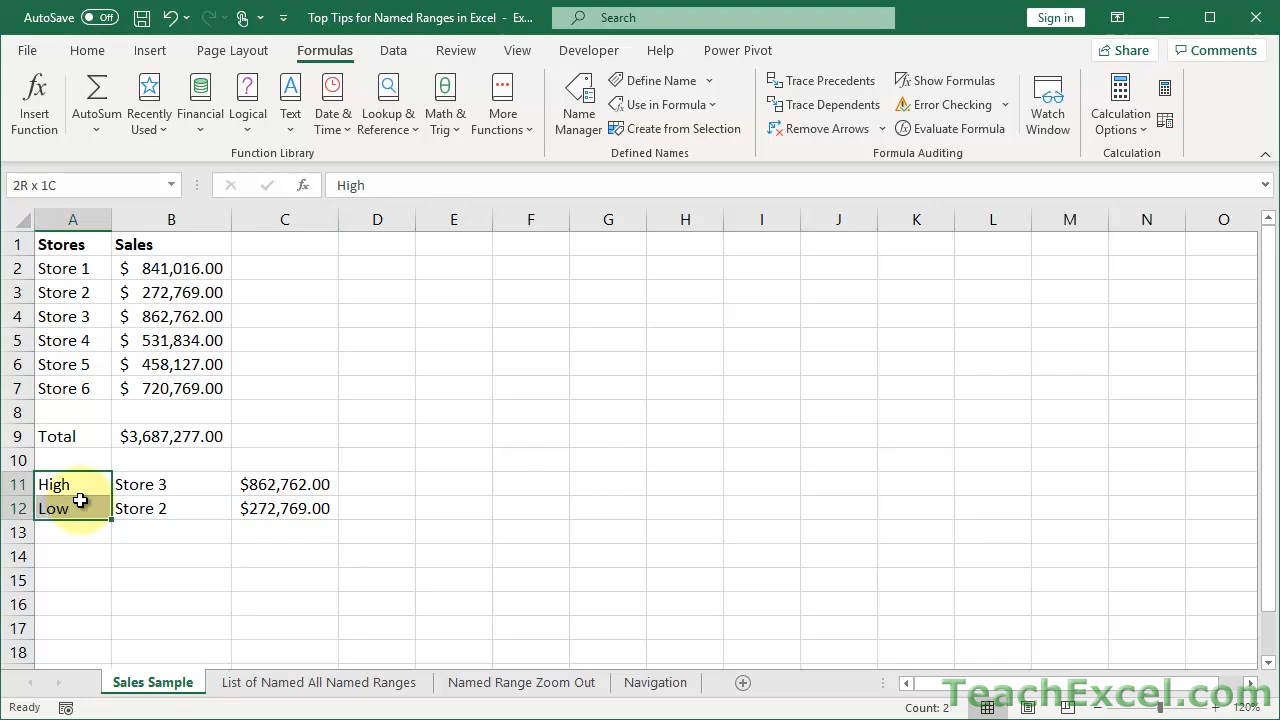 AutoSave Off Top Tips for Named Ranges in Excel - Ex... Search Sign in
File Home Insert Page Layout Formulas Data Review View Developer Help Power Pivot Share Comments
Insert Function AutoSum Recently Used Financial Logical Text Date & Time Lookup & Reference Math & Trig More Functions
Function Library
Name Manager Define Name Use in Formula Create from Selection
Defined Names
Trace Precedents Trace Dependents Remove Arrows Show Formulas Error Checking Evaluate Formula Watch Window
Formula Auditing
Calculation Options
Calculation
2R x 1C fx High
A B C D E F G H I J K L M N O
1 Stores Sales
2 Store 1 $ 841,016.00
3 Store 2 $ 272,769.00
4 Store 3 $ 862,762.00
5 Store 4 $ 531,834.00
6 Store 5 $ 458,127.00
7 Store 6 $ 720,769.00
8
9 Total $3,687,277.00
10
11 High Store 3 $862,762.00
12 Low Store 2 $272,769.00
13
14
15
16
17
18
Sales Sample List of Named All Named Ranges Named Range Zoom Out Navigation
Ready Count: 2 120%
TeachExcel.com